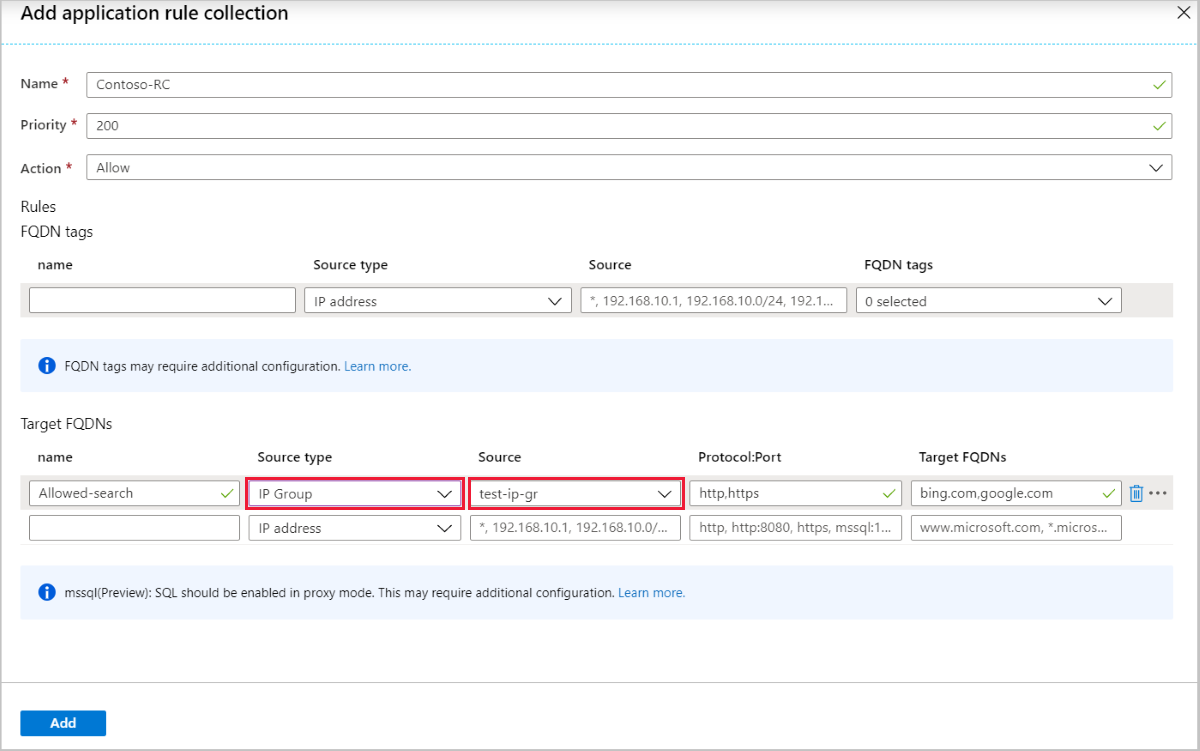 Add application rule collection
Name *
Contoso-RC
Priority *
200
Action *
Allow
Rules
FQDN tags
name Source type Source FQDN tags
IP address *, 192.168.10.1, 192.168.10.0/24, 192.1... 0 selected
FQDN tags may require additional configuration. Learn more.
Target FQDNs
name Source type Source Protocol:Port Target FQDNs
Allowed-search IP Group test-ip-gr http,https bing.com,google.com
IP address *, 192.168.10.1, 192.168.10.0/... http, http:8080, https, mssql:1... www.microsoft.com, *.micros...
mssql(Preview): SQL should be enabled in proxy mode. This may require additional configuration. Learn more.
Add